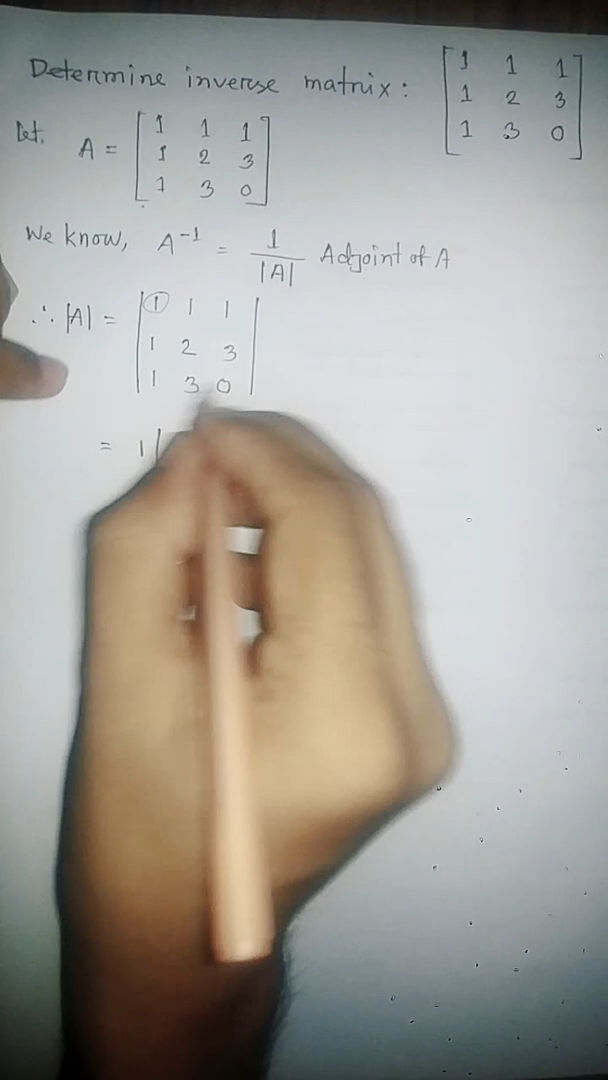 Determine inverse matrix: [1 1 1
1 2 3
1 3 0]
Let, A = [1 1 1
1 2 3
1 3 0]
We know, A⁻¹ = 1/|A| Adjoint of A
∴ |A| = |1 1 1
1 2 3
1 3 0|
= 1|